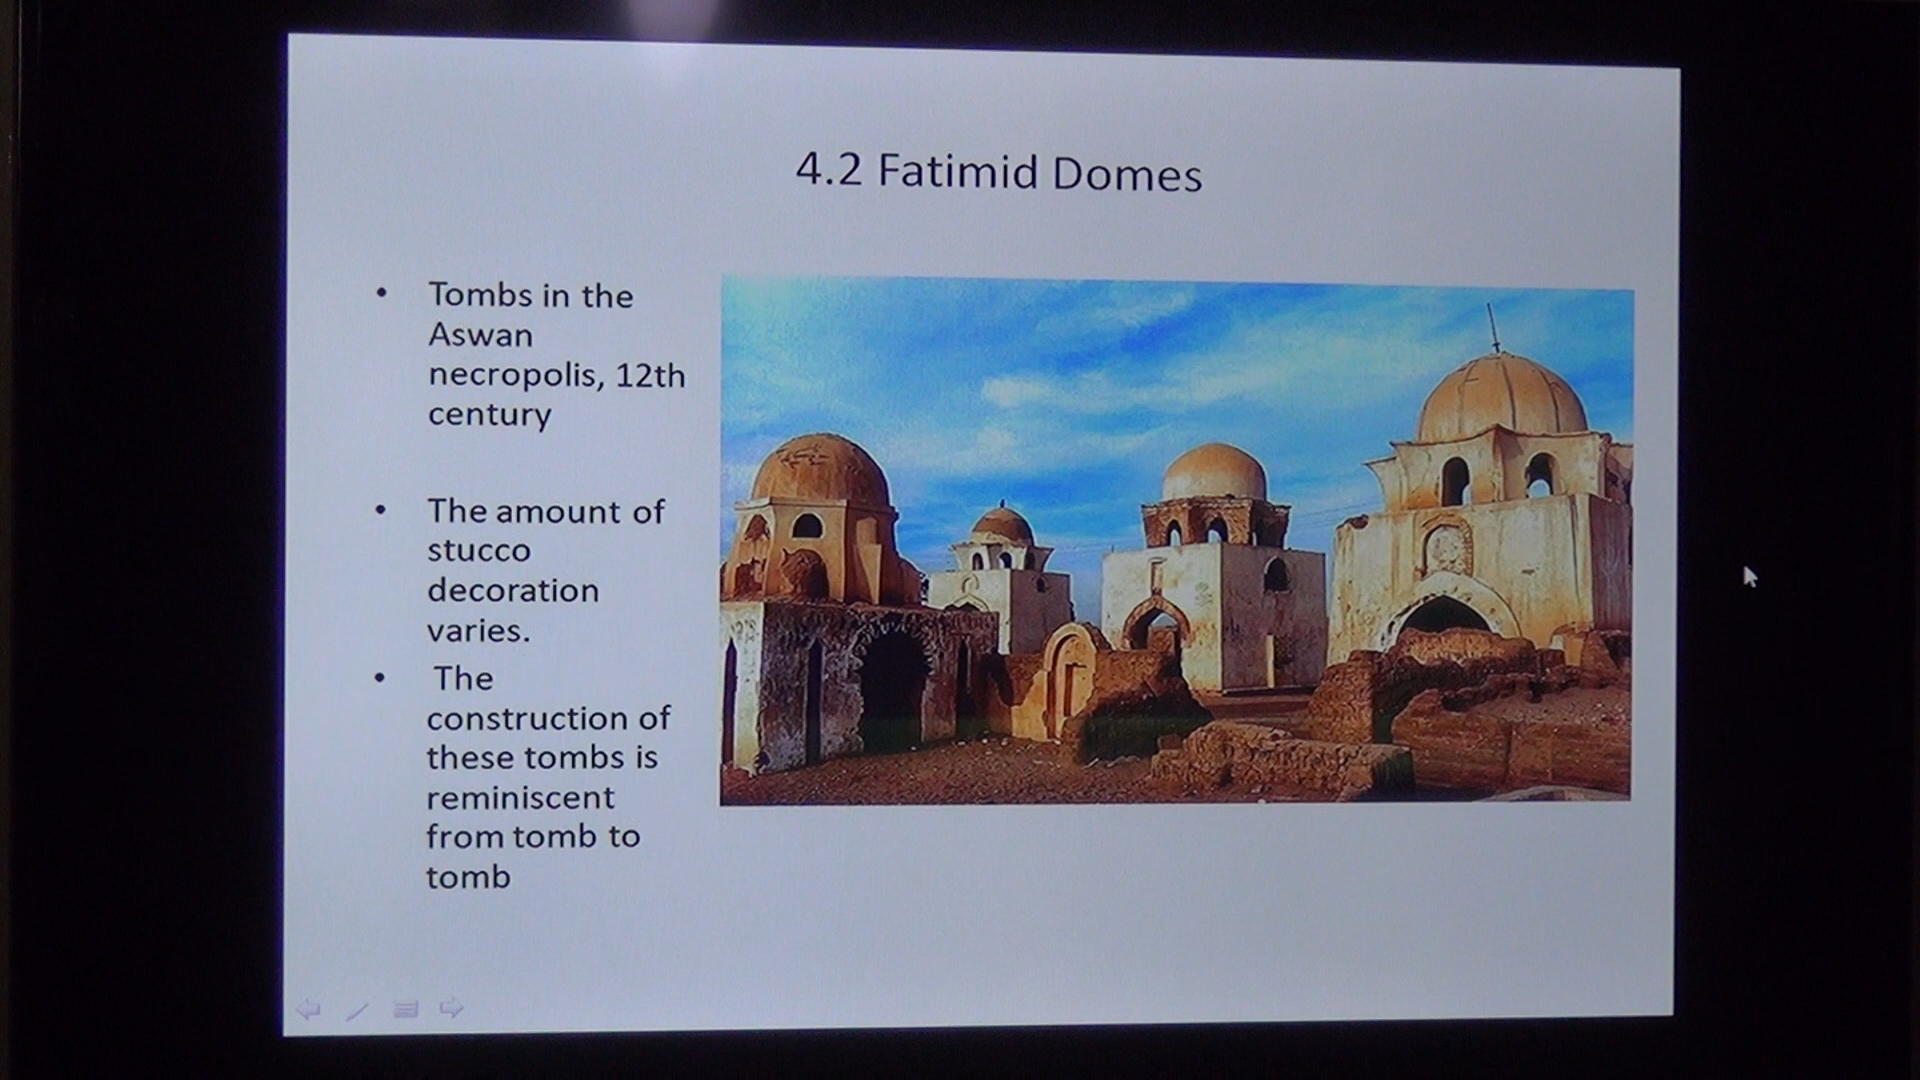 4.2 Fatimid Domes
• Tombs in the
Aswan
necropolis, 12th
century
• The amount of
stucco
decoration
varies.
• The
construction of
these tombs is
reminiscent
from tomb to
tomb